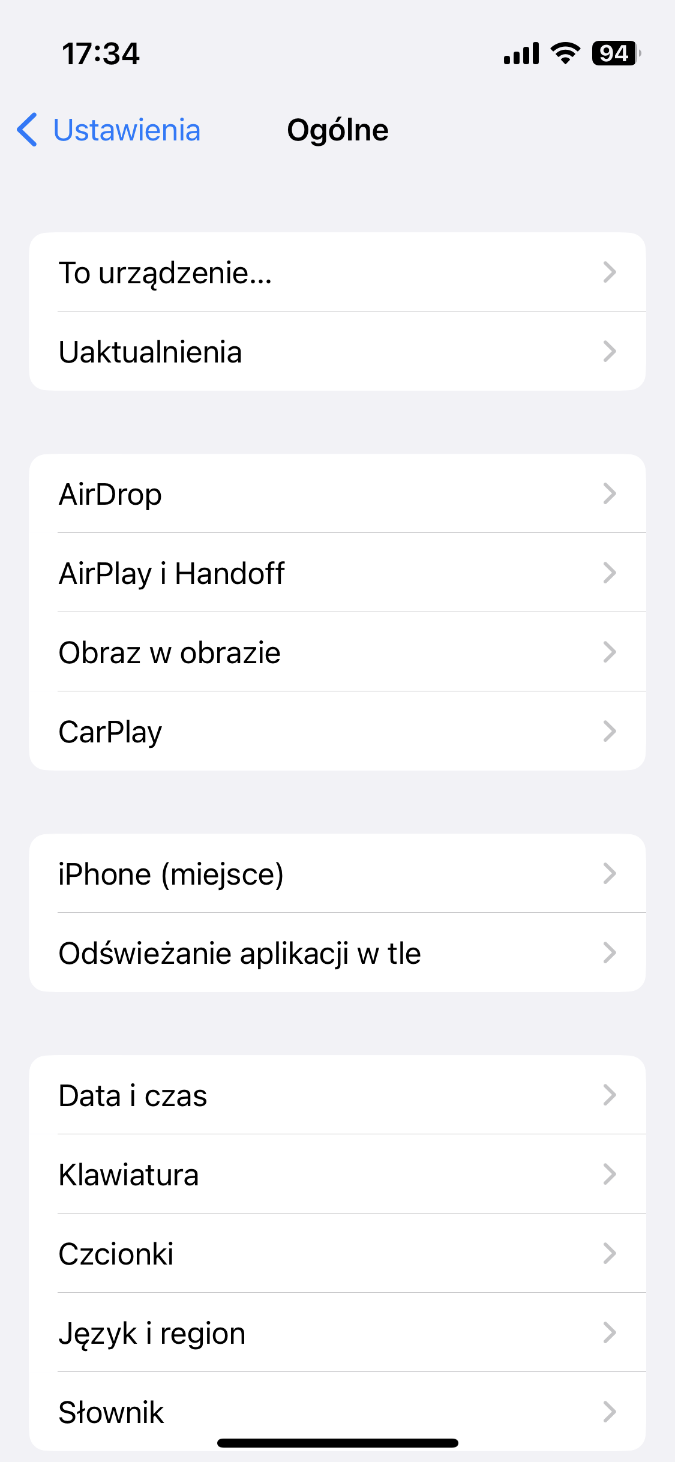 17:34
94
Ustawienia
Ogólne
To urządzenie...
Uaktualnienia
AirDrop
AirPlay i Handoff
Obraz w obrazie
CarPlay
iPhone (miejsce)
Odświeżanie aplikacji w tle
Data i czas
Klawiatura
Czcionki
Język i region
Słownik